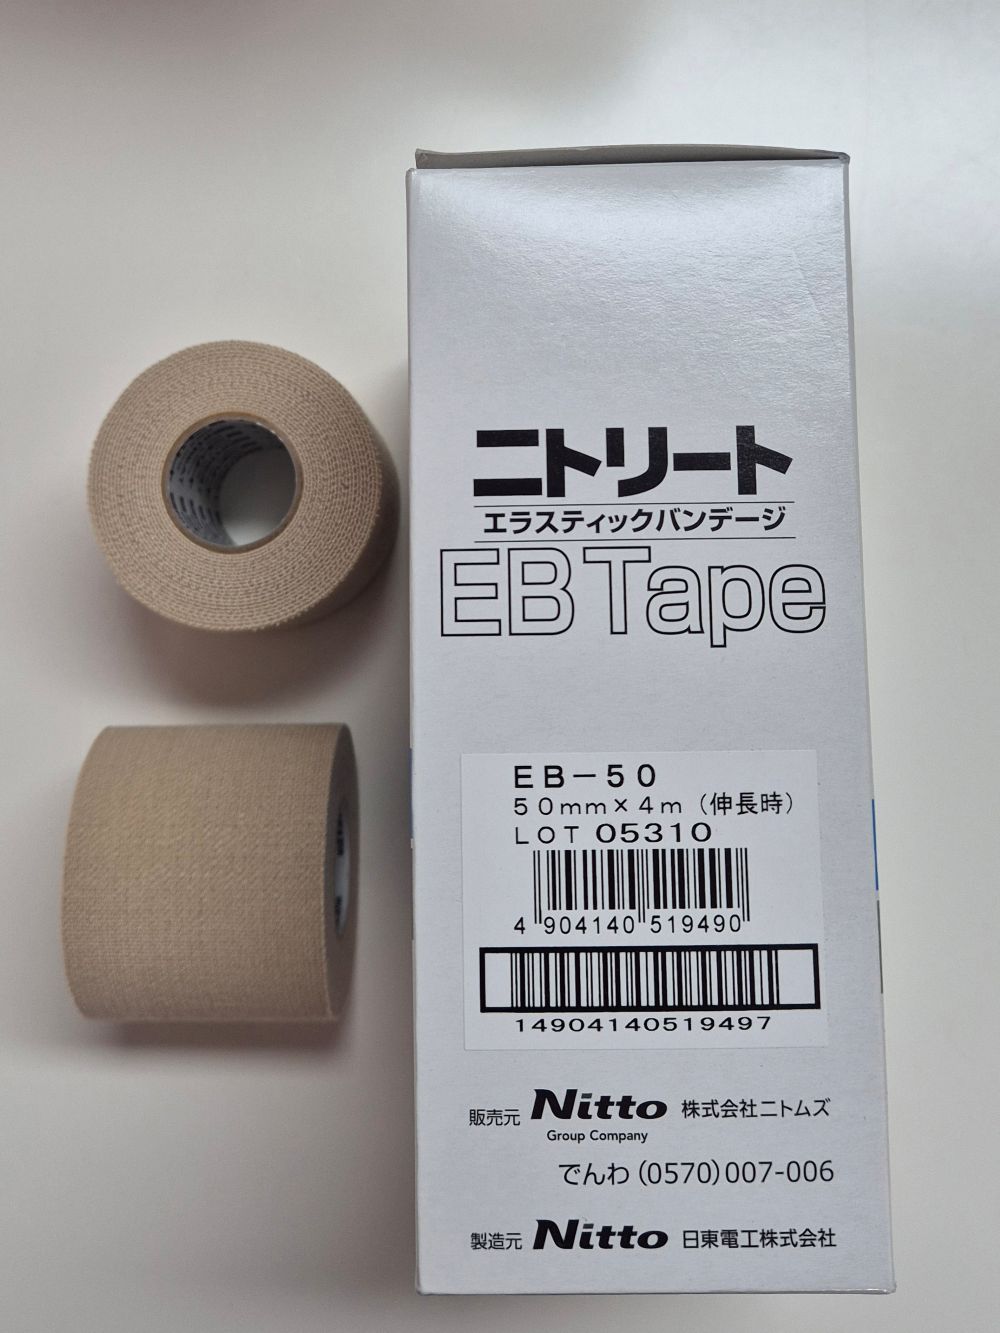 ニトリート
エラスティックバンデージ
EB Tape
EB-50
50mm×4m（伸長時）
LOT 05310
4 904140 519490
14904140519497
販売元 Nitto 株式会社ニトムズ
Group Company
でんわ(0570)007-006
製造元 Nitto 日東電工株式会社